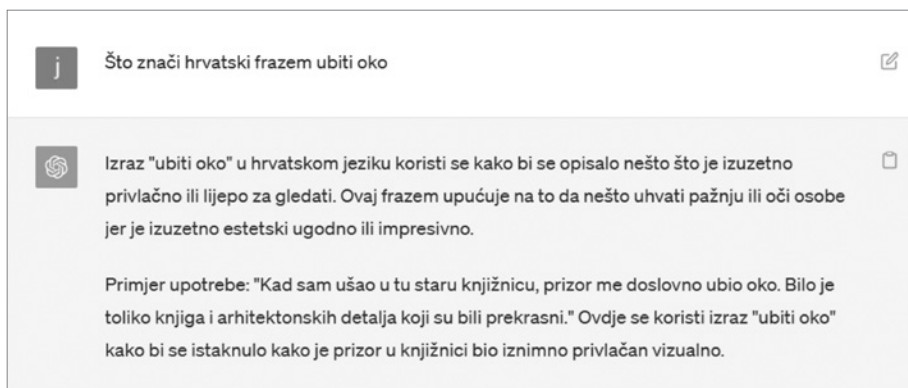 j
Što znači hrvatski frazem ubiti oko
Izraz "ubiti oko" u hrvatskom jeziku koristi se kako bi se opisalo nešto što je izuzetno
privlačno ili lijepo za gledati. Ovaj frazem upućuje na to da nešto uhvati pažnju ili oči osobe
jer je izuzetno estetski ugodno ili impresivno.
Primjer upotrebe: "Kad sam ušao u tu staru knjižnicu, prizor me doslovno ubio oko. Bilo je
toliko knjiga i arhitektonskih detalja koji su bili prekrasni." Ovdje se koristi izraz "ubiti oko"
kako bi se istaknulo kako je prizor u knjižnici bio iznimno privlačan vizualno.